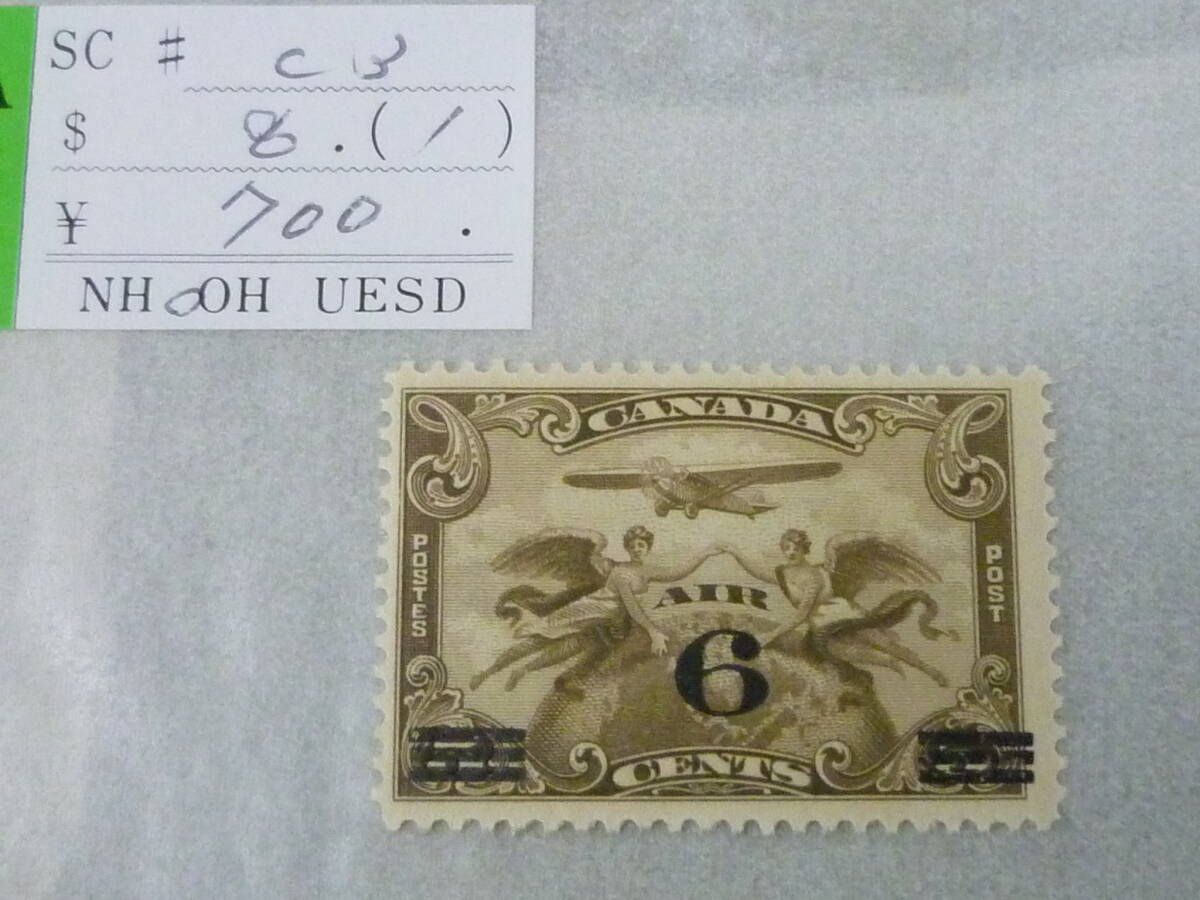 SC # C3
$ 8.(1)
¥ 700.
NH OH UESD
CANADA
POSTES
POST
AIR
6
CENTS